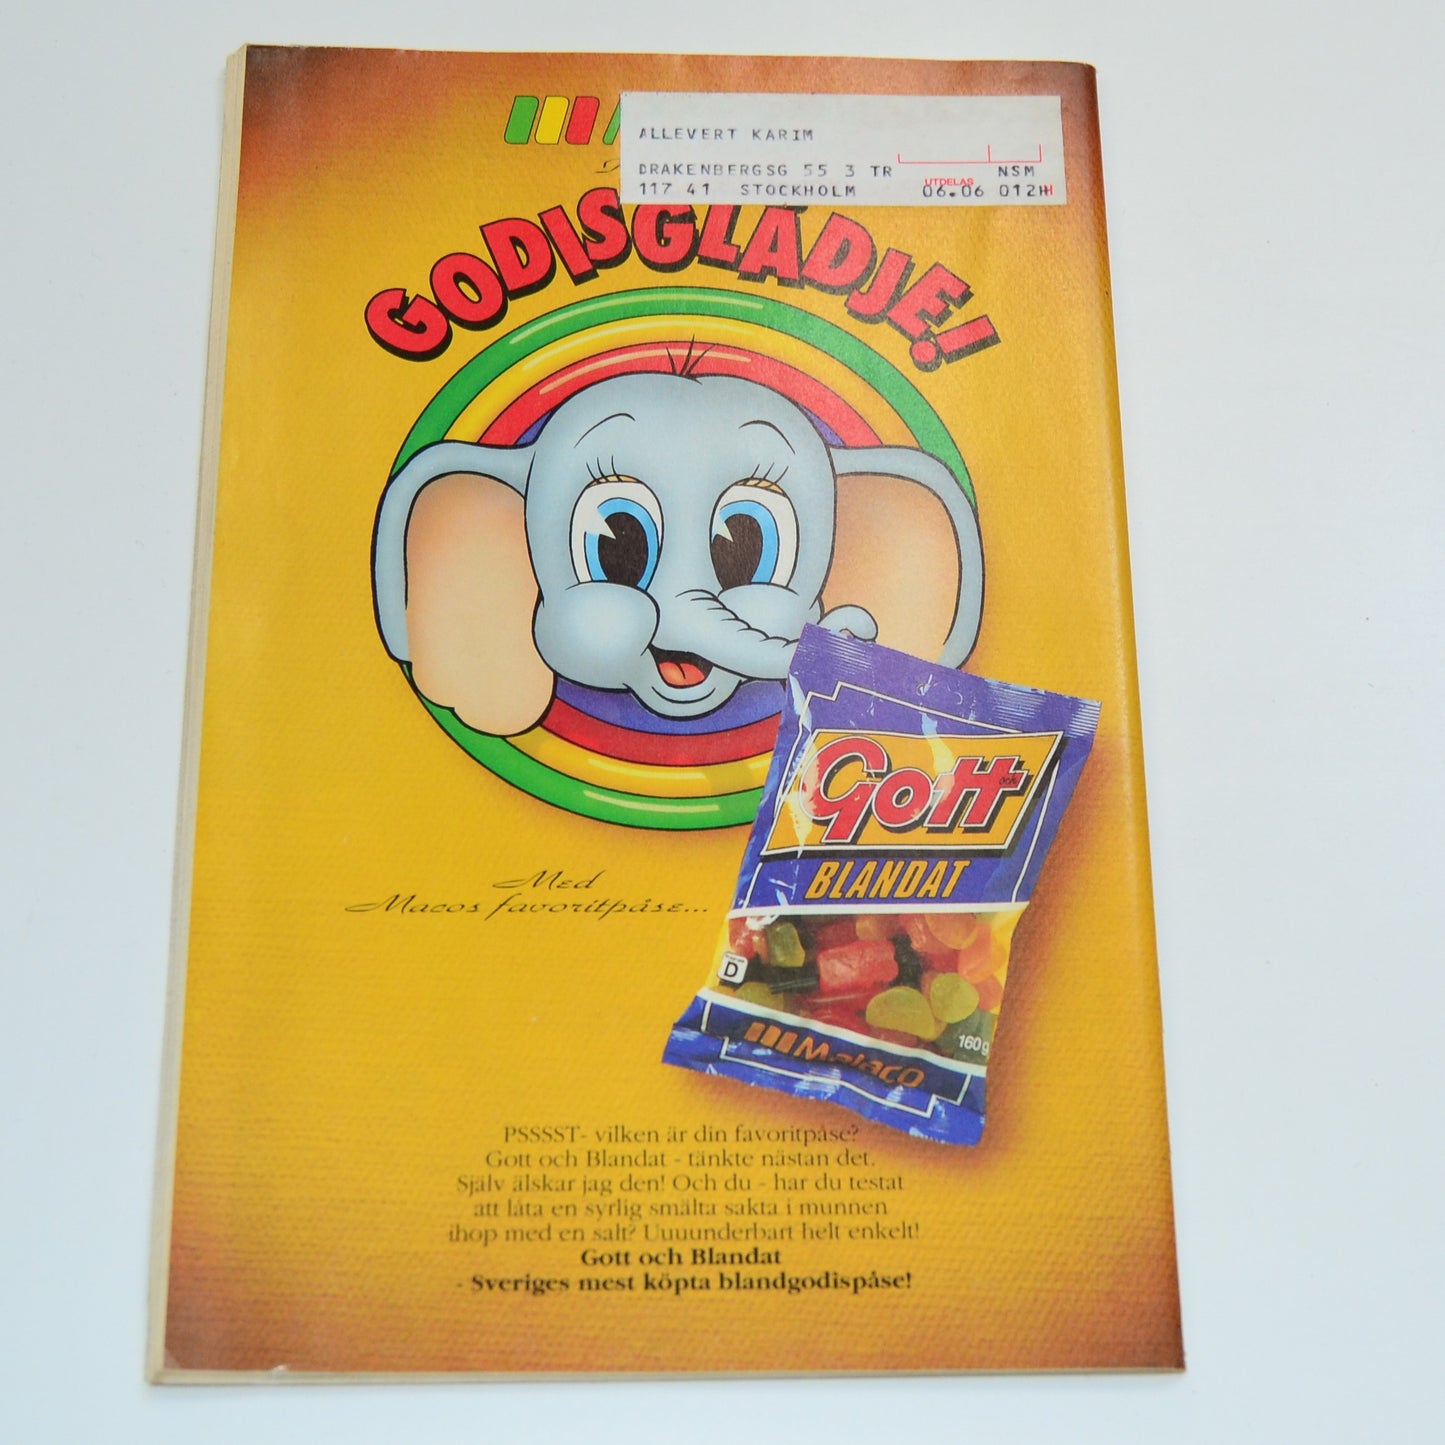 ALLEVERT KARIM
DRAKENBERGSG 55 3 TR NSM
117 41 STOCKHOLM UTDELAS 06.06 012
GODISGLÄDJE!
Med
Macos favoritpåse...
Gott
och
BLANDAT
D
160g
Malaco
PSSSST- vilken är din favoritpåse?
Gott och Blandat - tänkte nästan det.
Själv älskar jag den! Och du - har du testat
att låta en syrlig smälta sakta i munnen
ihop med en salt? Uuuunderbart helt enkelt!
Gott och Blandat
- Sveriges mest köpta blandgodispåse!